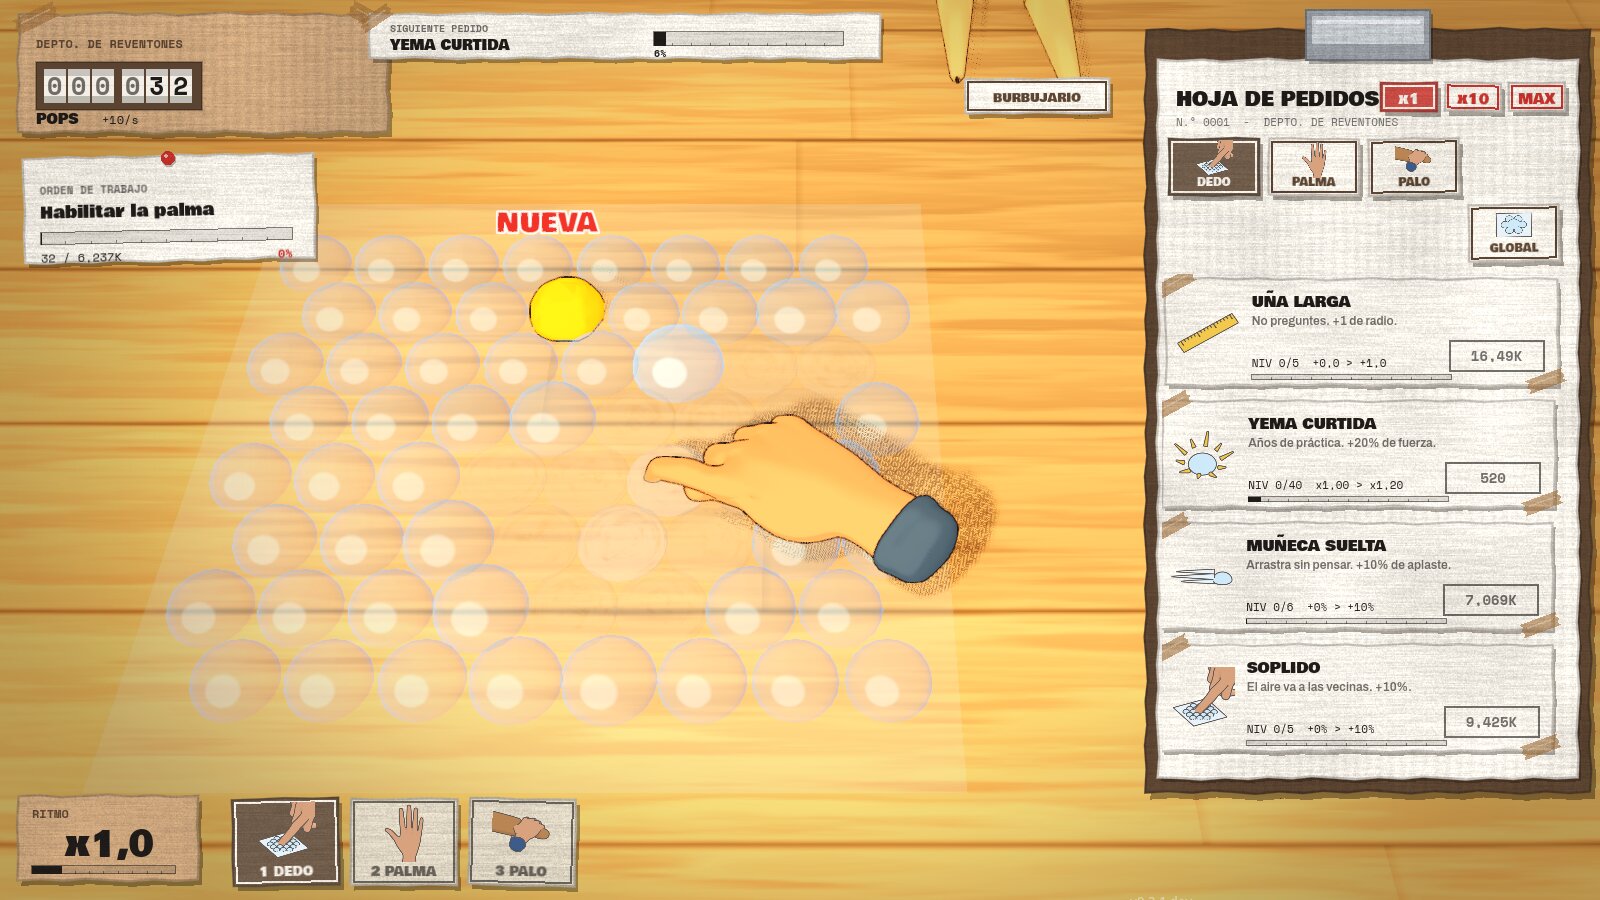 DEPTO. DE REVENTONES
000 032
POPS +10/s
SIGUIENTE PEDIDO
YEMA CURTIDA
6%
BURBUJARIO
ORDEN DE TRABAJO
Habilitar la palma
32 / 6,237K
0%
NUEVA
HOJA DE PEDIDOS
x1
x10
MAX
N.° 0001 - DEPTO. DE REVENTONES
DEDO
PALMA
PALO
GLOBAL
UÑA LARGA
No preguntes. +1 de radio.
NIV 0/5 +0,0 > +1,0
16,49K
YEMA CURTIDA
Años de práctica. +20% de fuerza.
NIV 0/40 x1,00 > x1,20
520
MUÑECA SUELTA
Arrastra sin pensar. +10% de aplaste.
NIV 0/6 +0% > +10%
7,069K
SOPLIDO
El aire va a las vecinas. +10%.
NIV 0/5 +0% > +10%
9,425K
RITMO
x1,0
1 DEDO
2 PALMA
3 PALO